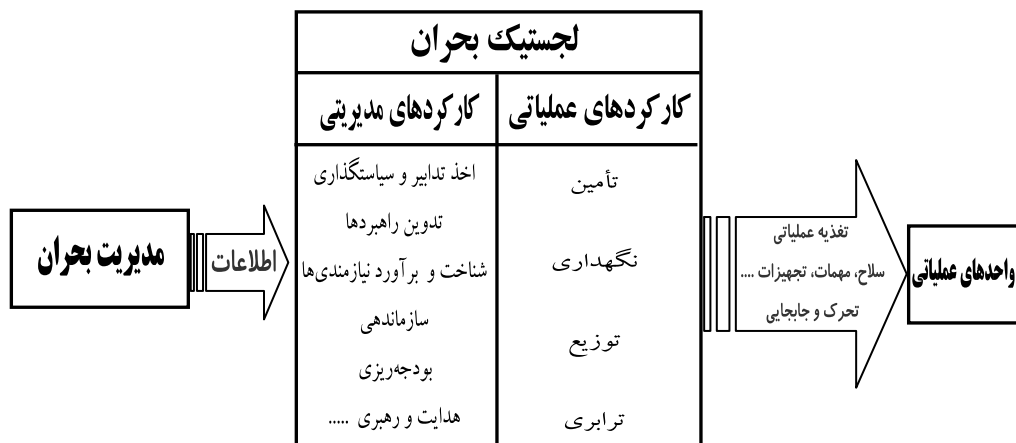 لجستیک بحران
کارکردهای عملیاتی
کارکردهای مدیریتی
تأمین
نگهداری
توزیع
ترابری
اخذ تدابیر و سیاستگذاری
تدوین راهبردها
شناخت و برآورد نیازمندی‌ها
سازماندهی
بودجه‌ریزی
هدایت و رهبری .....
مدیریت بحران
اطلاعات
تغذیه عملیاتی
سلاح، مهمات، تجهیزات ....
تحرک و جابجایی
واحدهای عملیاتی